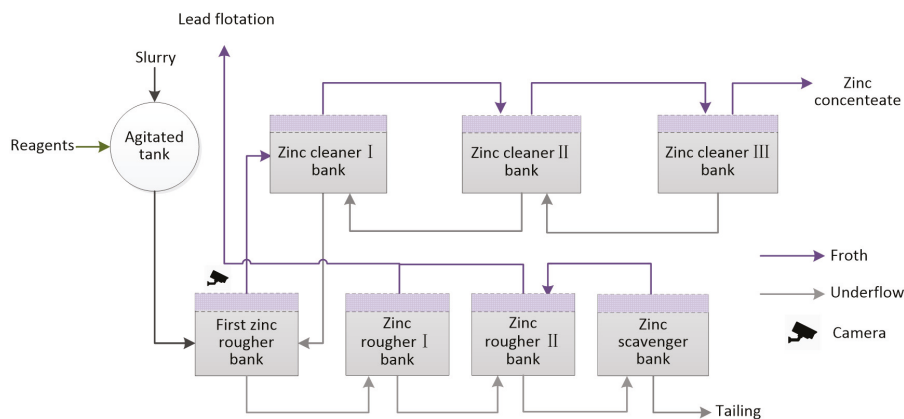 Lead flotation
Slurry
Reagents
Agitated
tank
Zinc cleaner Ⅰ
bank
Zinc cleaner Ⅱ
bank
Zinc cleaner Ⅲ
bank
Zinc
concenteate
First zinc
rougher
bank
Zinc
rougher Ⅰ
bank
Zinc
rougher Ⅱ
bank
Zinc
scavenger
bank
Tailing
Froth
Underflow
Camera